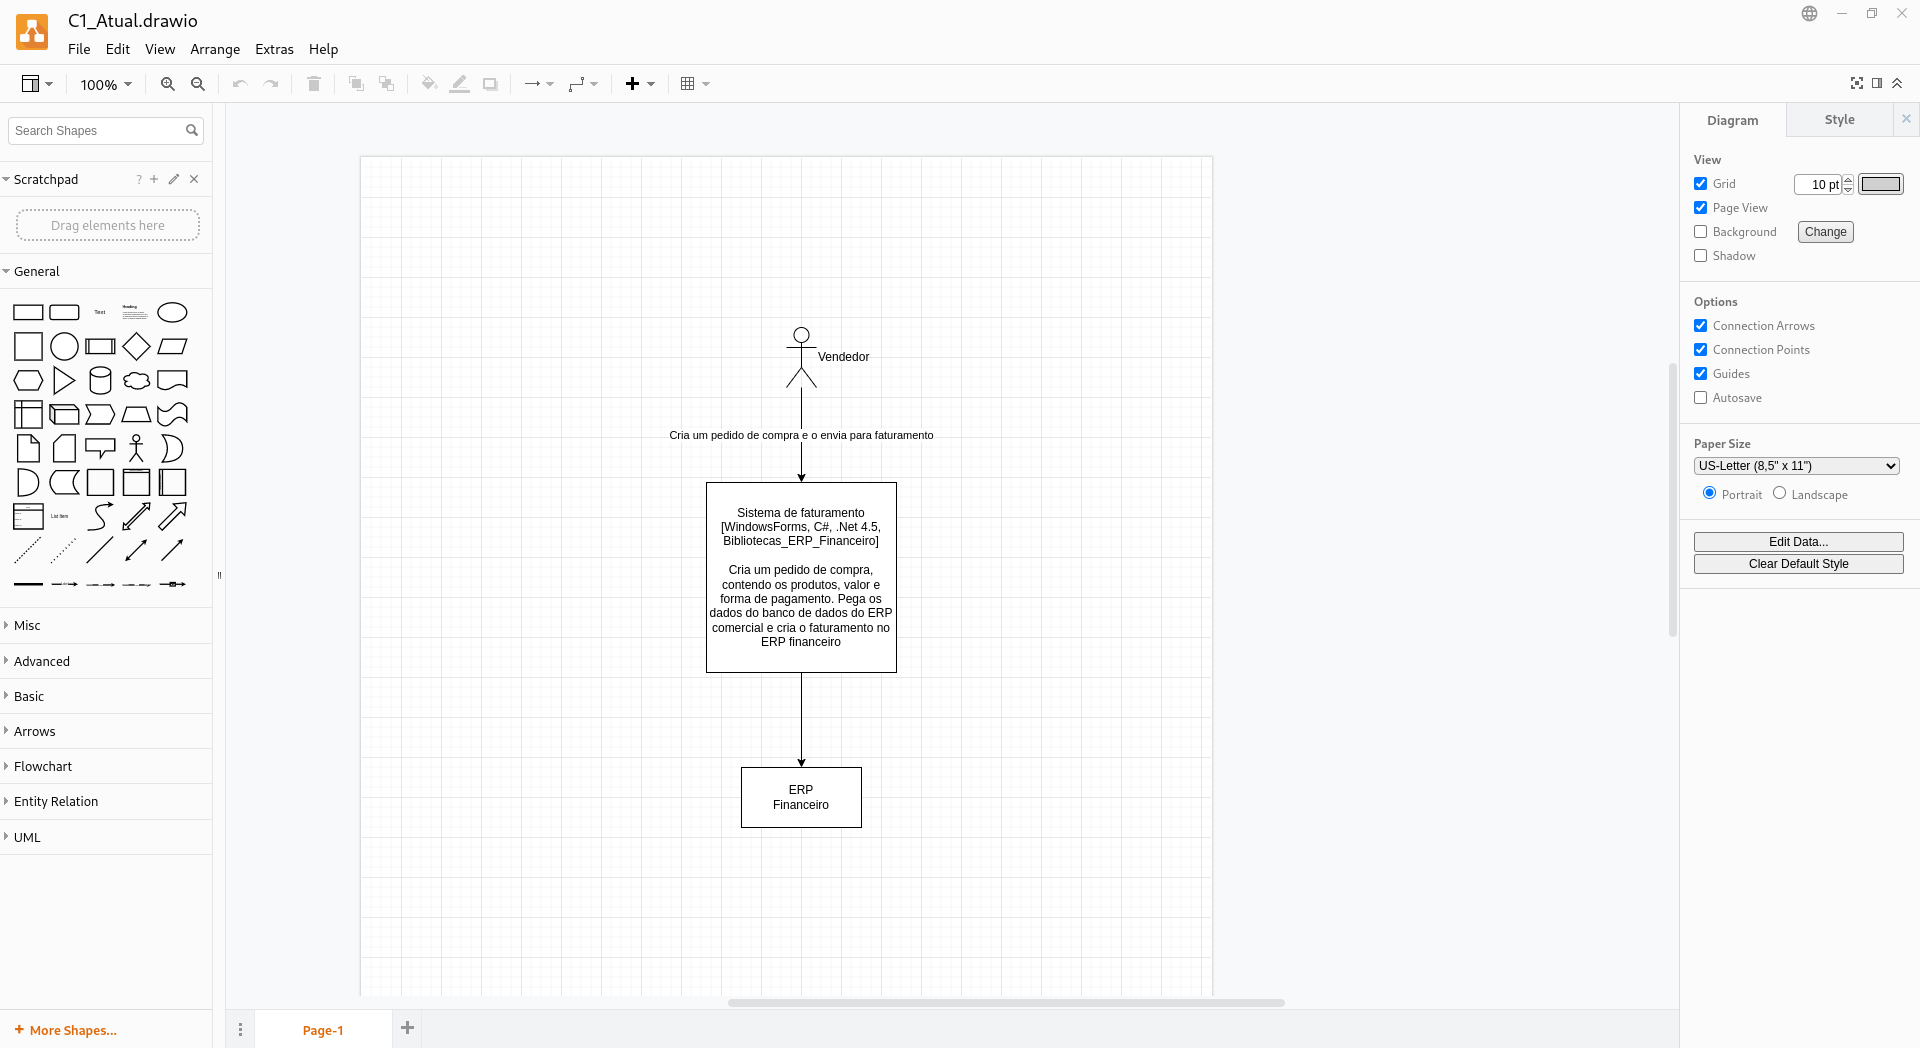 C1_Atual.drawio
File Edit View Arrange Extras Help
100%
Search Shapes
Scratchpad
?
Drag elements here
General
Text
Heading
List Item
Misc
Advanced
Basic
Arrows
Flowchart
Entity Relation
UML
+ More Shapes...
Vendedor
Cria um pedido de compra e o envia para faturamento
Sistema de faturamento
[WindowsForms, C#, .Net 4.5,
Bibliotecas_ERP_Financeiro]
Cria um pedido de compra,
contendo os produtos, valor e
forma de pagamento. Pega os
dados do banco de dados do ERP
comercial e cria o faturamento no
ERP financeiro
ERP
Financeiro
Page-1
Diagram Style
View
Grid 10 pt
Page View
Background Change
Shadow
Options
Connection Arrows
Connection Points
Guides
Autosave
Paper Size
US-Letter (8,5" x 11")
Portrait Landscape
Edit Data...
Clear Default Style